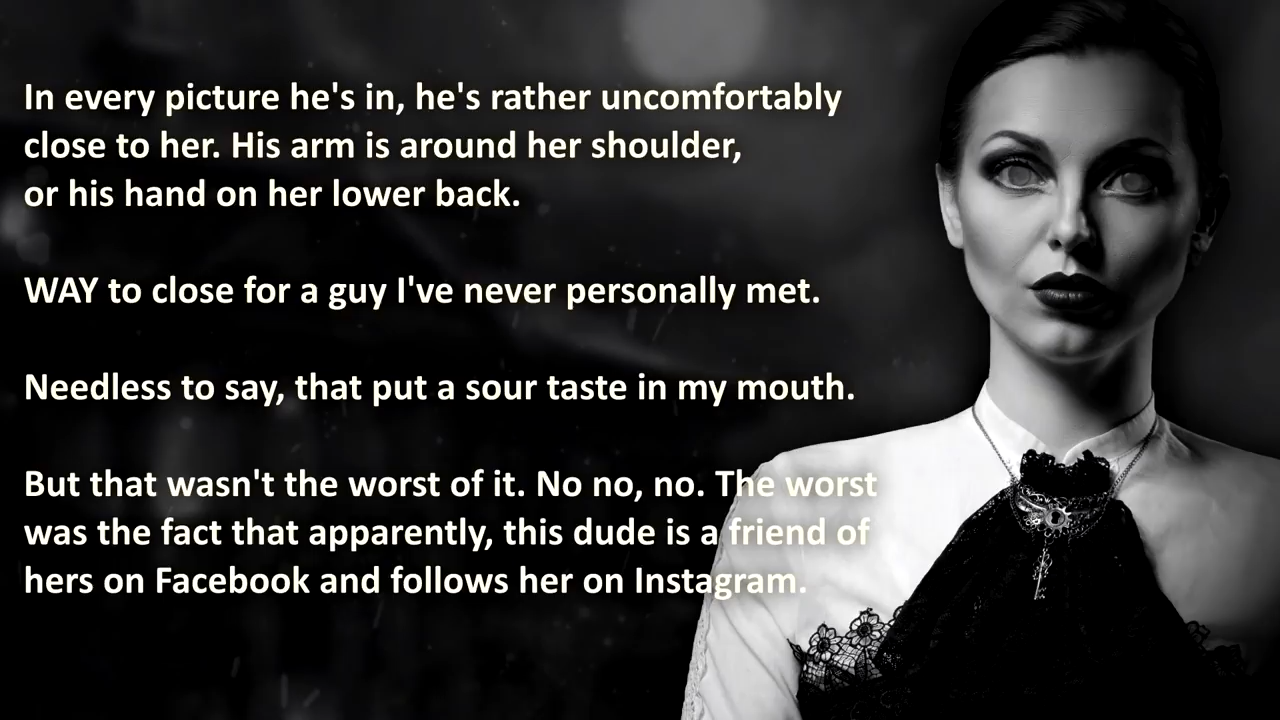 In every picture he's in, he's rather uncomfortably
close to her. His arm is around her shoulder,
or his hand on her lower back.
WAY to close for a guy I've never personally met.
Needless to say, that put a sour taste in my mouth.
But that wasn't the worst of it. No no, no. The worst
was the fact that apparently, this dude is a friend of
hers on Facebook and follows her on Instagram.